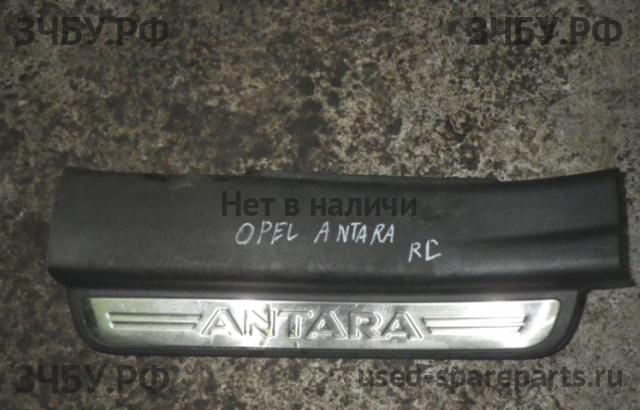 ЗЧБУ.РФ
ЗЧБУ.РФ
Нет в наличи
OPEL ANTARA RC
ANTARA
ЗЧБУ.РФ
used-spareparts.ru